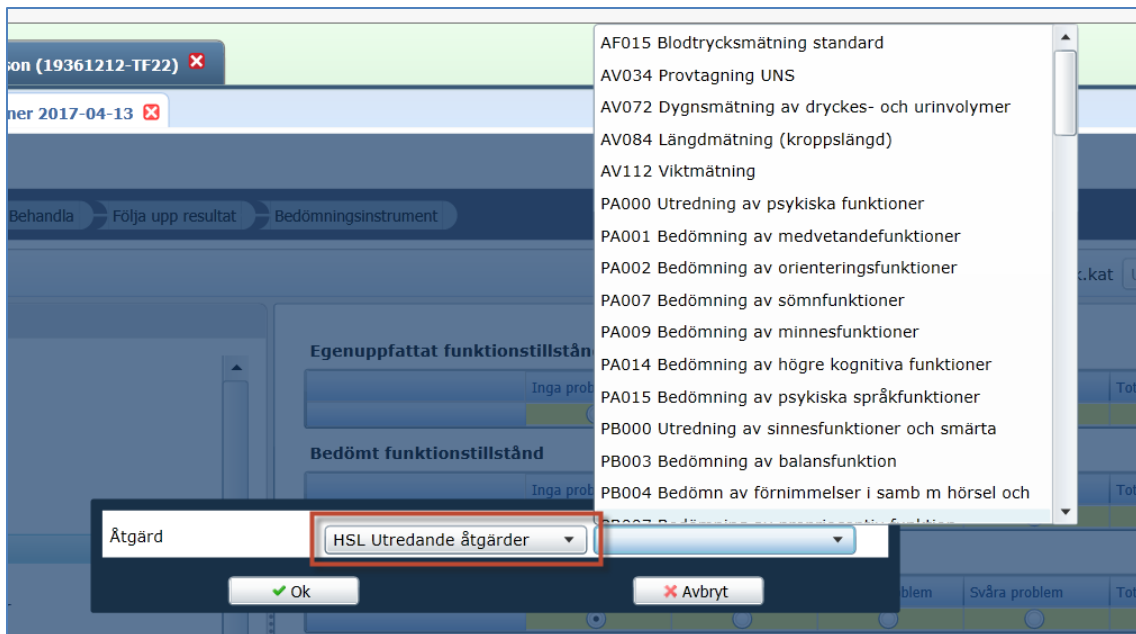 son (19361212-TF22)
ner 2017-04-13
Behandla Följa upp resultat Bedömningsinstrument
AF015 Blodtrycksmätning standard
AV034 Provtagning UNS
AV072 Dygnsmätning av dryckes- och urinvolymer
AV084 Längdmätning (kroppslängd)
AV112 Viktmätning
PA000 Utredning av psykiska funktioner
PA001 Bedömning av medvetandefunktioner
PA002 Bedömning av orienteringsfunktioner
PA007 Bedömning av sömnfunktioner
PA009 Bedömning av minnesfunktioner
PA014 Bedömning av högre kognitiva funktioner
PA015 Bedömning av psykiska språkfunktioner
PB000 Utredning av sinnesfunktioner och smärta
PB003 Bedömning av balansfunktion
PB004 Bedömn av förnimmelser i samb m hörsel och
k.kat
Egenuppfattat funktionstillstån
Inga prob Tot
Bedömt funktionstillstånd
Inga prob Tot
Åtgärd HSL Utredande åtgärder
Ok Avbryt
blem Svåra problem Tot